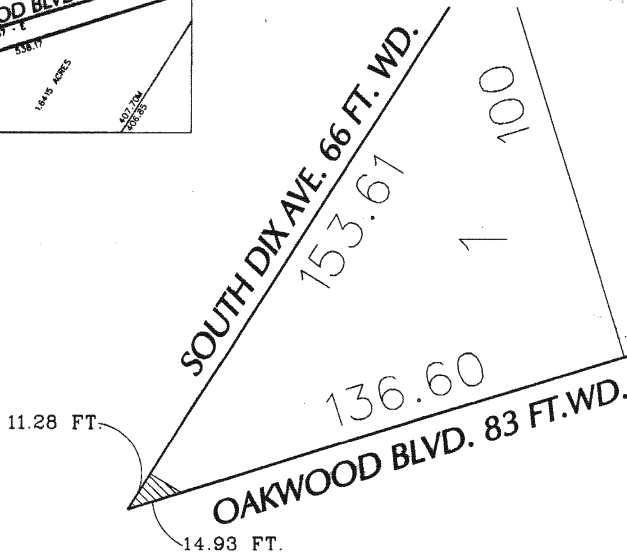 OD BLVD
538.17
1.6415 ACRES
407.70M
406.85
SOUTH DIX AVE. 66 FT. WD.
153.61
100
1
136.60
OAKWOOD BLVD. 83 FT.WD.
11.28 FT.
14.93 FT.